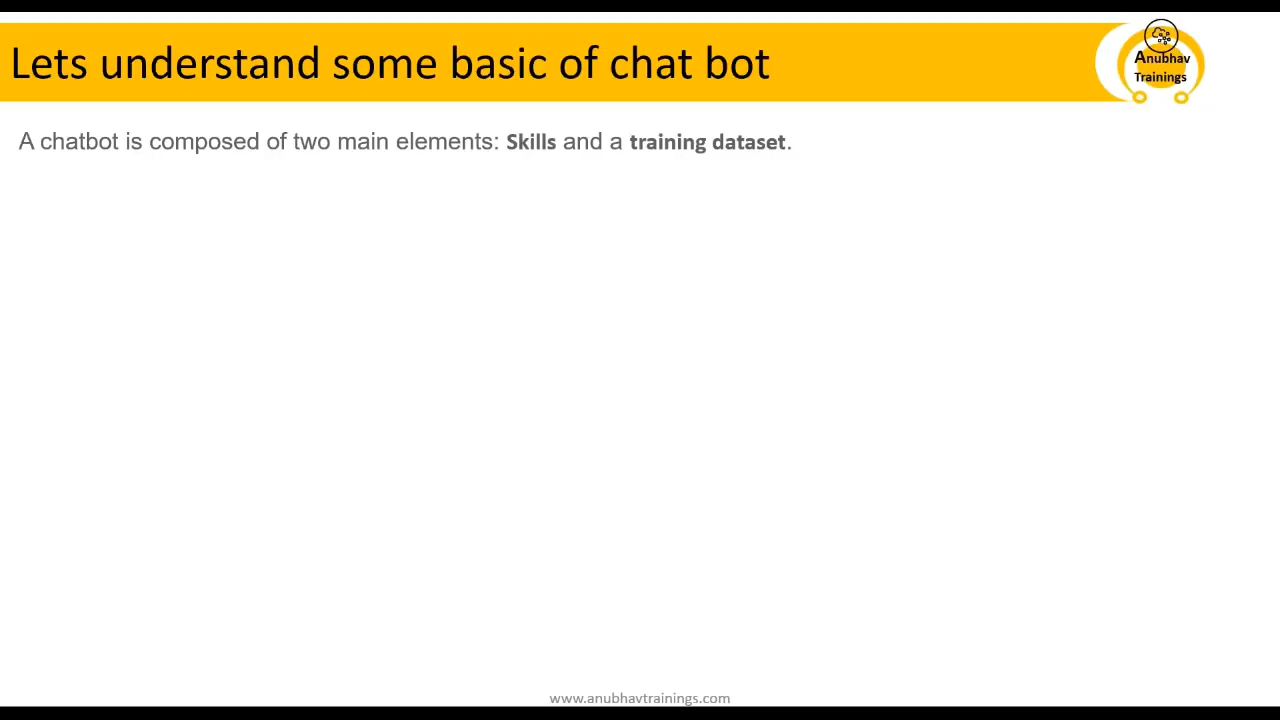 Lets understand some basic of chat bot
Anubhav
Trainings
A chatbot is composed of two main elements: Skills and a training dataset.
www.anubhavtrainings.com